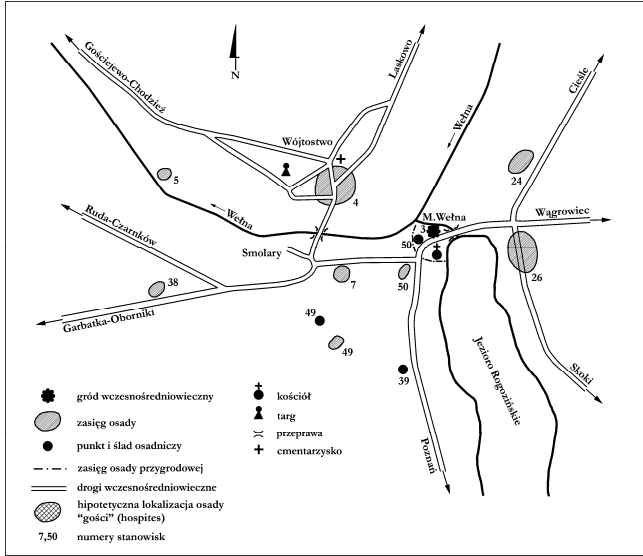 Gościejewo-Chodzież
N
Laskowo
Cieśle
Wójtostwo
Wełna
4
5
24
Wełna
M.Wełna
Wągrowiec
Ruda-Czarnków
Smolary
50
7
50
26
38
Garbatka-Oborniki
49
49
39
Jezioro Rogozińskie
Skoki
Poznań
gród wczesnośredniowieczny
zasięg osady
punkt i ślad osadniczy
zasięg osady przygrodowej
drogi wczesnośredniowieczne
hipotetyczna lokalizacja osady
"gości" (hospites)
7,50 numery stanowisk
kościół
targ
przeprawa
cmentarzysko